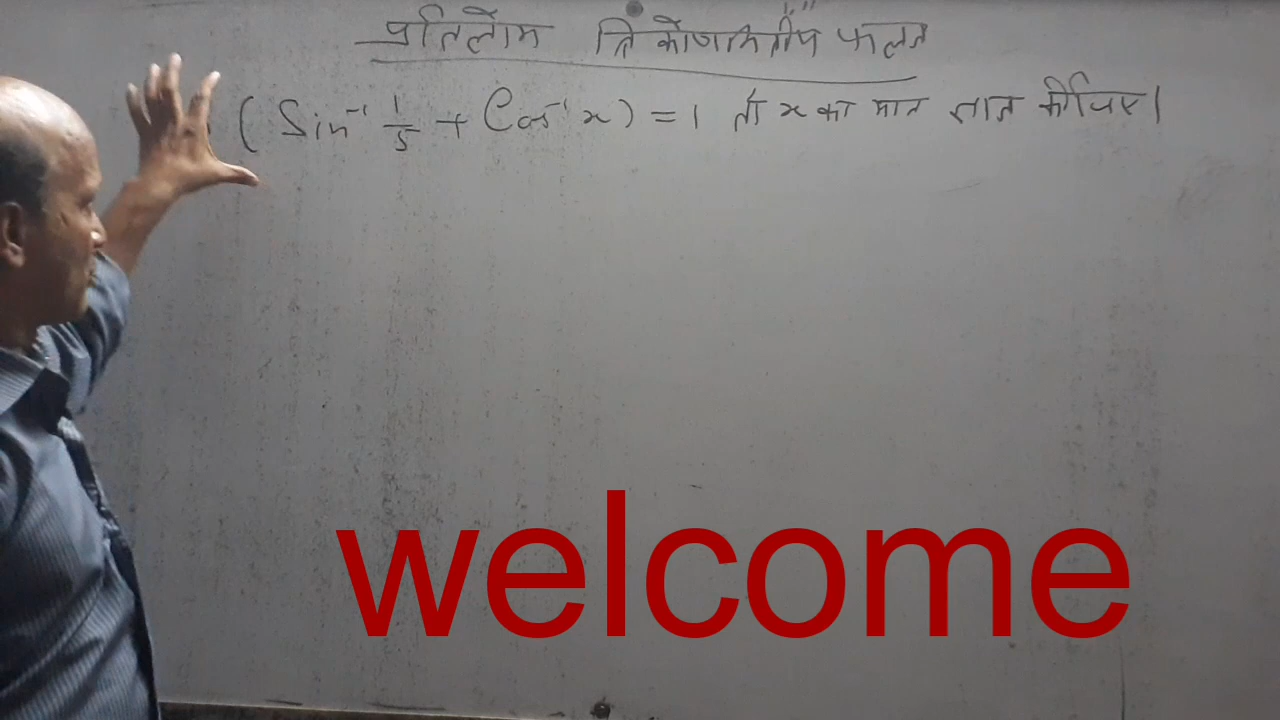 प्रतिलोम त्रिकोणमितीय फलन
(Sin⁻¹ 1/5 + Cos⁻¹ x) = 1 तो x का मान ज्ञात कीजिए।
welcome